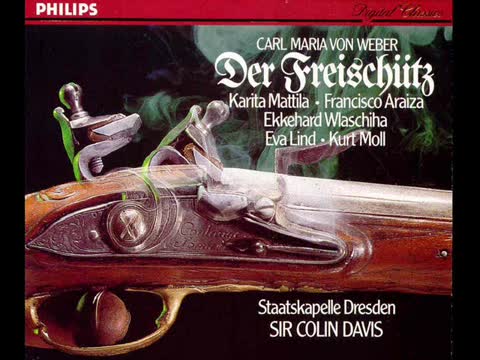 PHILIPS
Digital Classics
CARL MARIA VON WEBER
Der Freischütz
Karita Mattila · Francisco Araiza
Ekkehard Wlaschiha
Eva Lind · Kurt Moll
Staatskapelle Dresden
SIR COLIN DAVIS